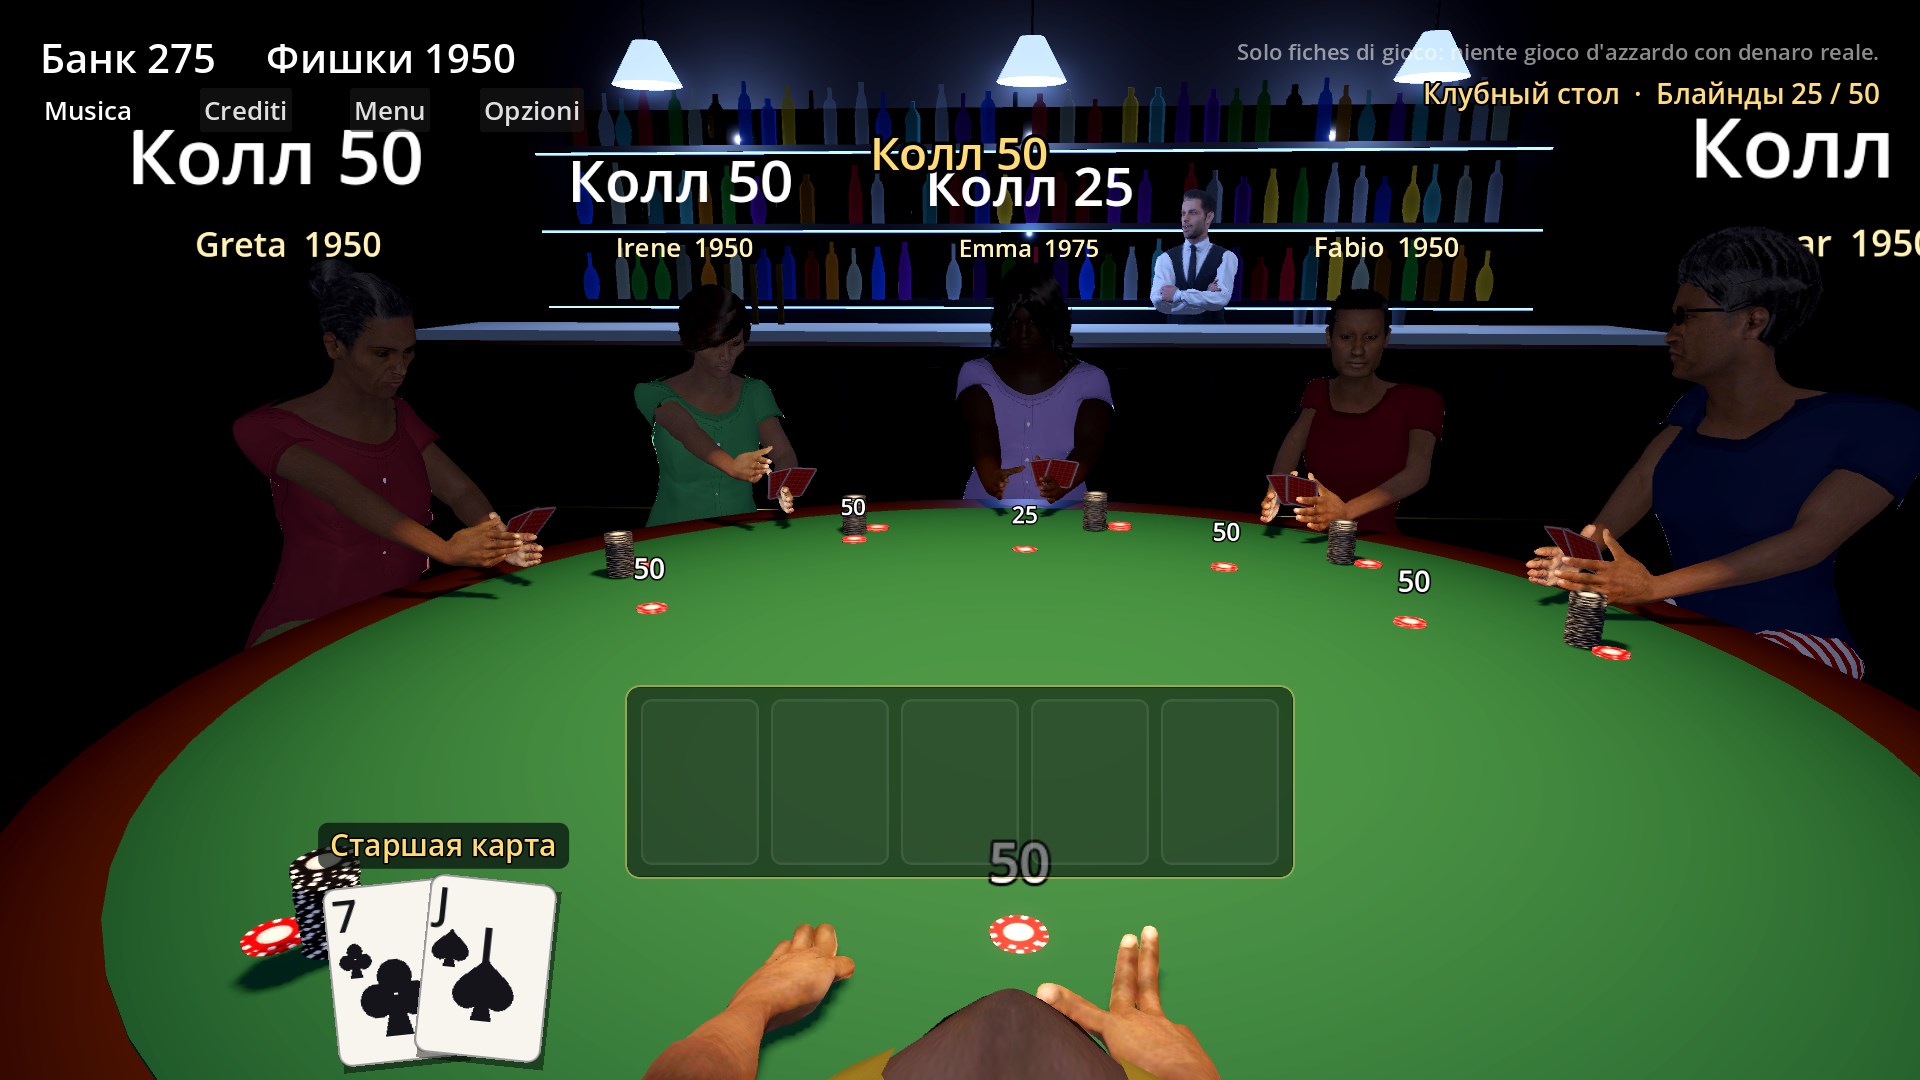 Банк 275 Фишки 1950
Solo fiches di gioco: niente gioco d'azzardo con denaro reale.
Musica Crediti Menu Opzioni
Клубный стол · Блайнды 25 / 50
Колл 50
Колл 50
Колл 50
Колл 25
Колл
Greta 1950
Irene 1950
Emma 1975
Fabio 1950
50
25
50
50
50
50
Старшая карта
7
J